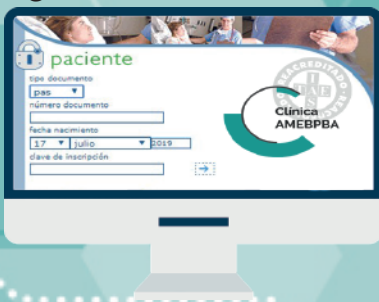 paciente
tipo documento
pas
número documento
fecha nacimiento
17 julio 2019
clave de inscripción
Clínica
AMEBPBA